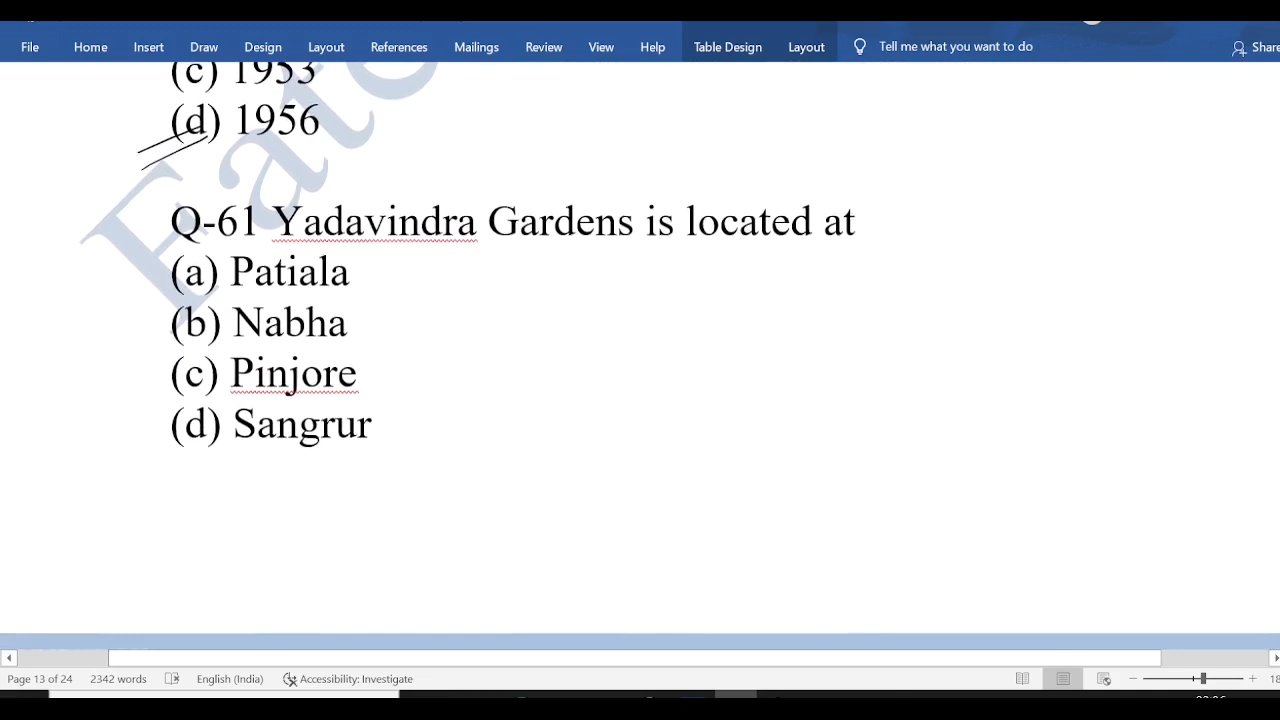 File Home Insert Draw Design Layout References Mailings Review View Help Table Design Layout Tell me what you want to do Share
(c) 1953
(d) 1956
Q-61 Yadavindra Gardens is located at
(a) Patiala
(b) Nabha
(c) Pinjore
(d) Sangrur
Page 13 of 24 2342 words English (India) Accessibility: Investigate